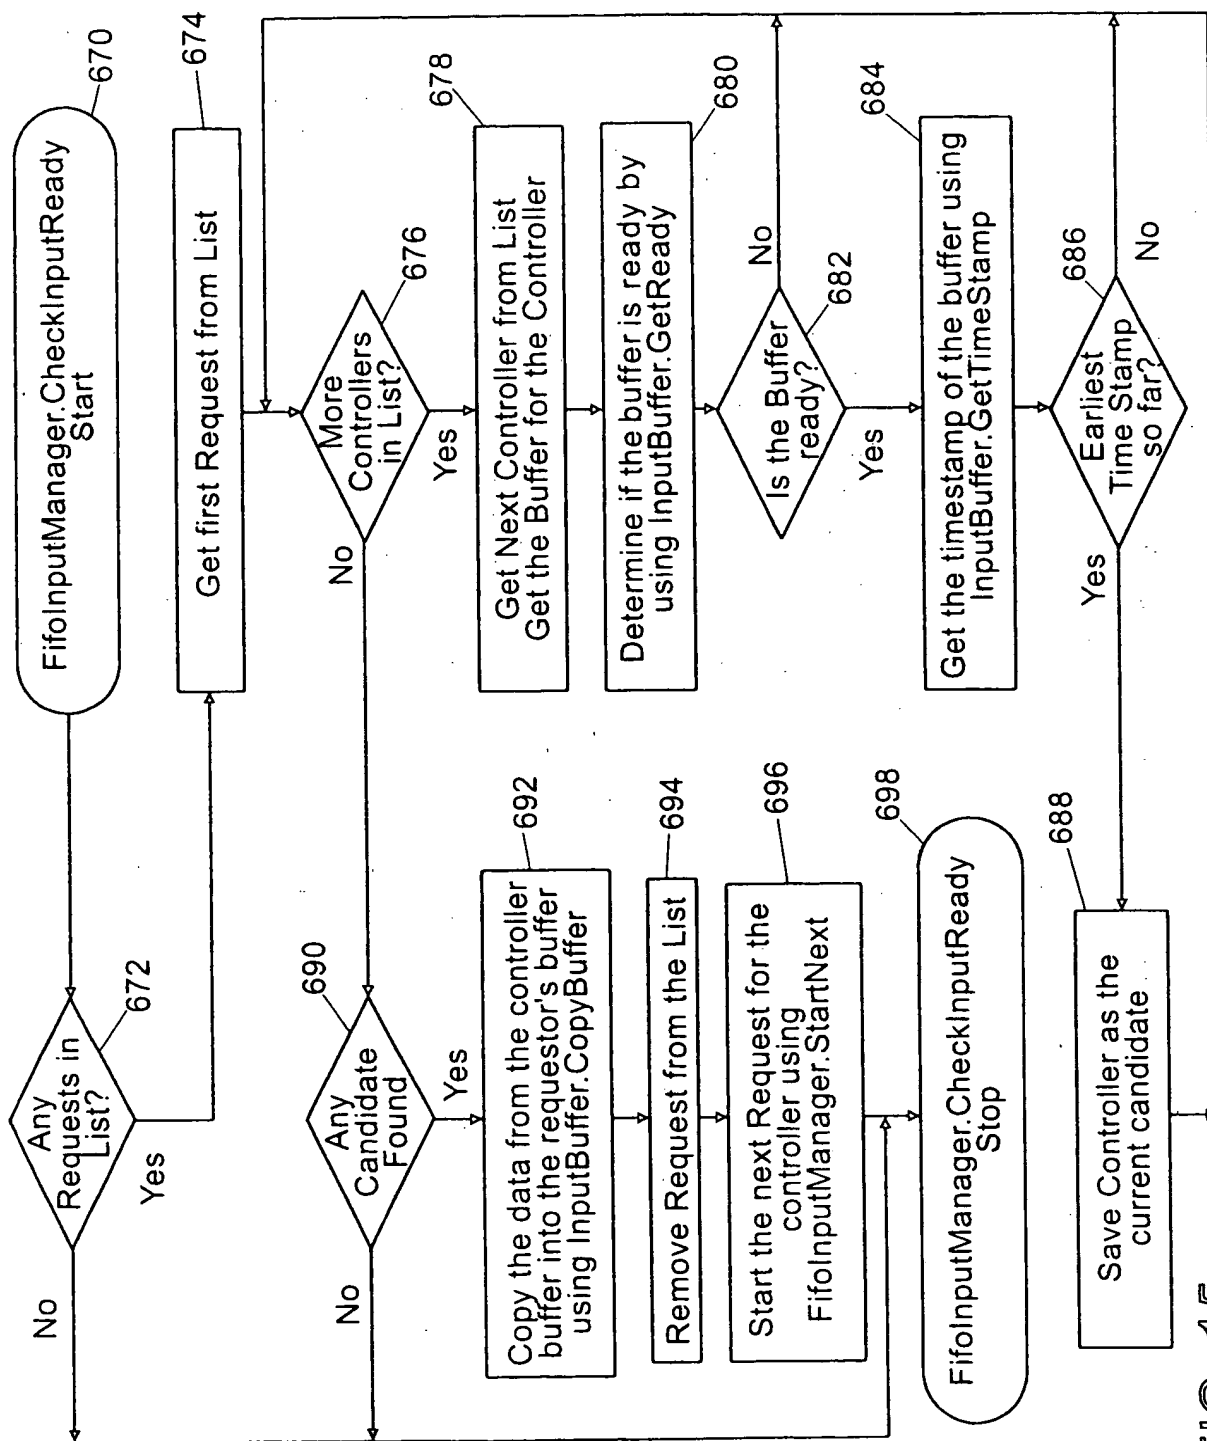 FifoInputManager.CheckInputReady
Start
670
Any
Requests in
List?
672
No
Yes
Get first Request from List
674
More
Controllers
in List?
676
No
Yes
Get Next Controller from List
Get the Buffer for the Controller
678
Determine if the buffer is ready by
using InputBuffer.GetReady
680
Is the Buffer
ready?
682
No
Yes
Get the timestamp of the buffer using
InputBuffer.GetTimeStamp
684
Earliest
Time Stamp
so far?
686
No
Yes
Save Controller as the
current candidate
688
Any
Candidate
Found
690
No
Yes
Copy the data from the controller
buffer into the requestor's buffer
using InputBuffer.CopyBuffer
692
Remove Request from the List
694
Start the next Request for the
controller using
FifoInputManager.StartNext
696
FifoInputManager.CheckInputReady
Stop
698